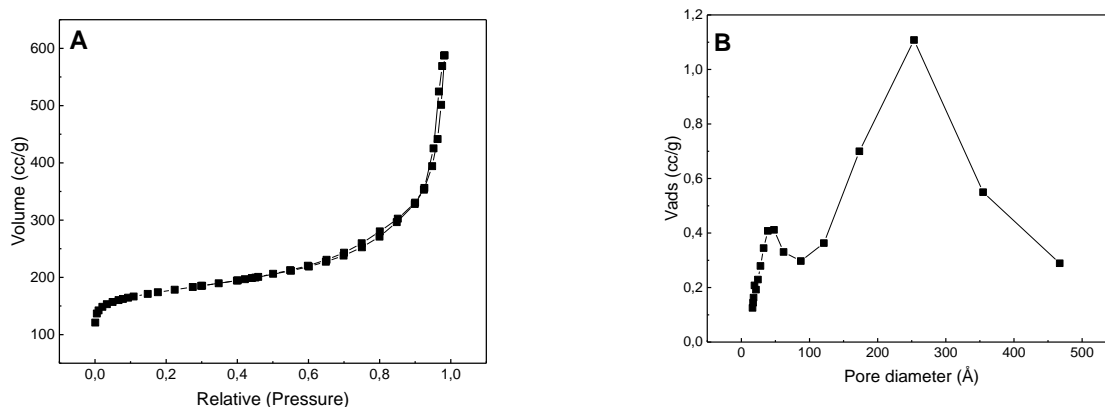 A
600
500
400
300
200
100
Volume (cc/g)
0,0 0,2 0,4 0,6 0,8 1,0
Relative (Pressure)
B
1,2
1,0
0,8
0,6
0,4
0,2
0,0
Vads (cc/g)
0 100 200 300 400 500
Pore diameter (Å)